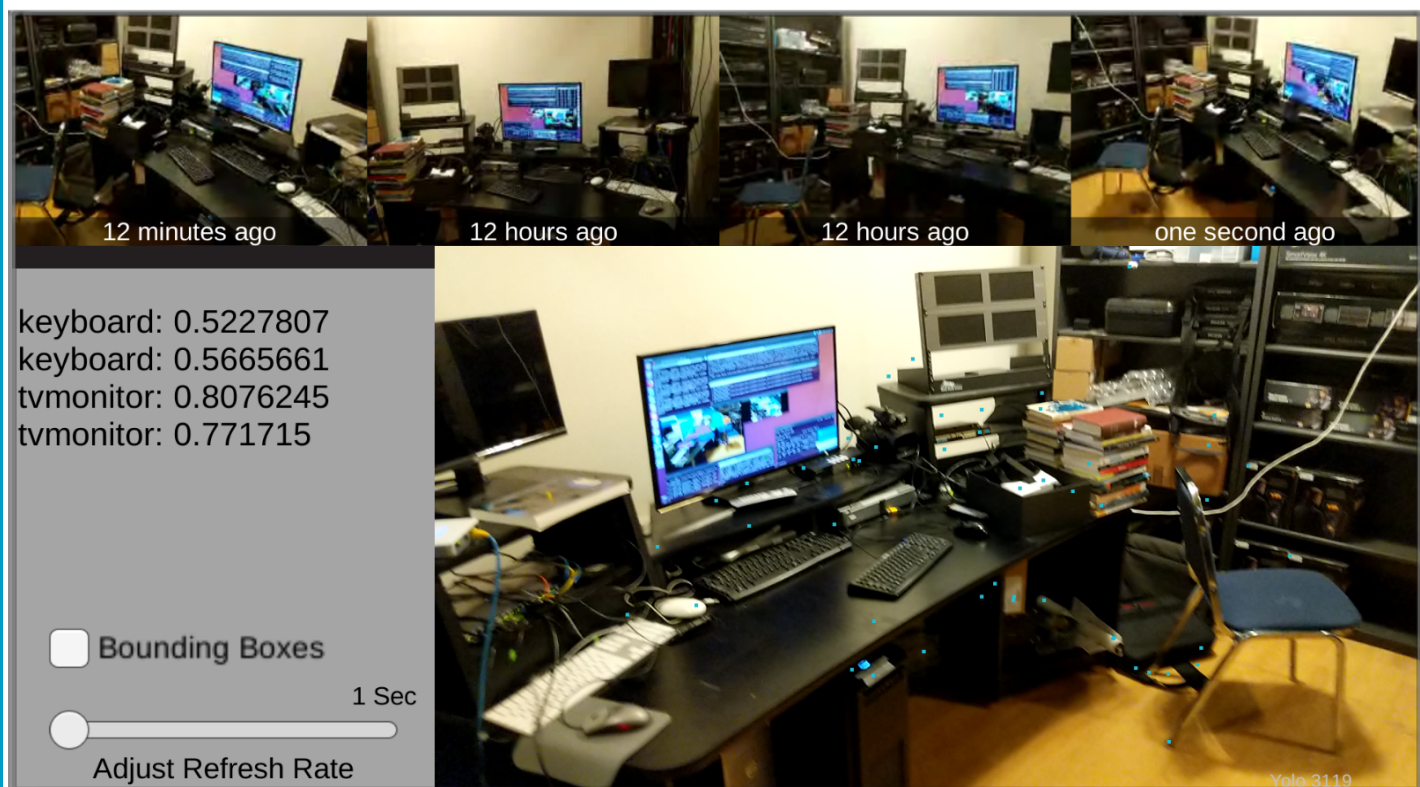 12 minutes ago
12 hours ago
12 hours ago
one second ago
keyboard: 0.5227807
keyboard: 0.5665661
tvmonitor: 0.8076245
tvmonitor: 0.771715
Bounding Boxes
1 Sec
Adjust Refresh Rate
Yolo 3119